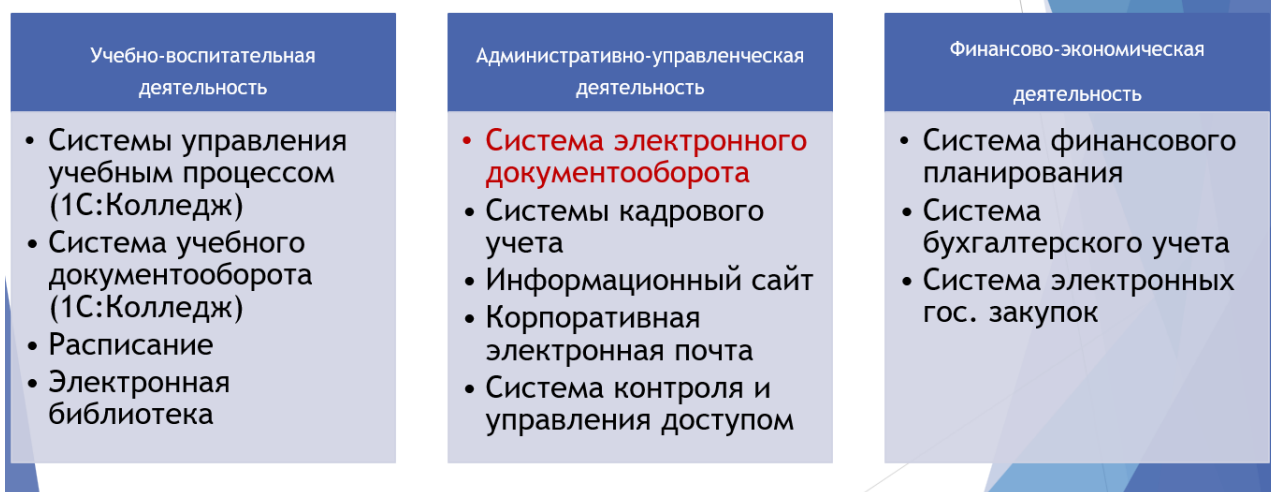 Учебно-воспитательная
деятельность
• Системы управления
учебным процессом
(1С:Колледж)
• Система учебного
документооборота
(1С:Колледж)
• Расписание
• Электронная
библиотека
Административно-управленческая
деятельность
• Система электронного
документооборота
• Системы кадрового
учета
• Информационный сайт
• Корпоративная
электронная почта
• Система контроля и
управления доступом
Финансово-экономическая
деятельность
• Система финансового
планирования
• Система
бухгалтерского учета
• Система электронных
гос. закупок